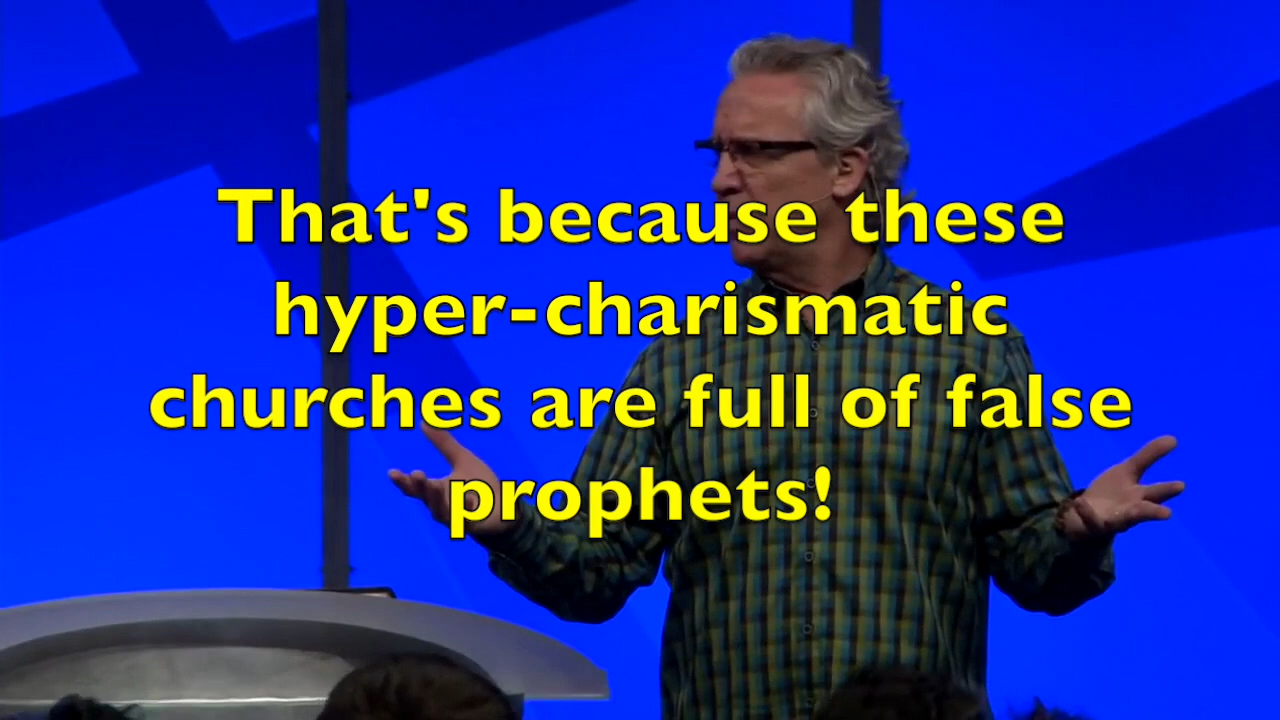 That's because these
hyper-charismatic
churches are full of false
prophets!